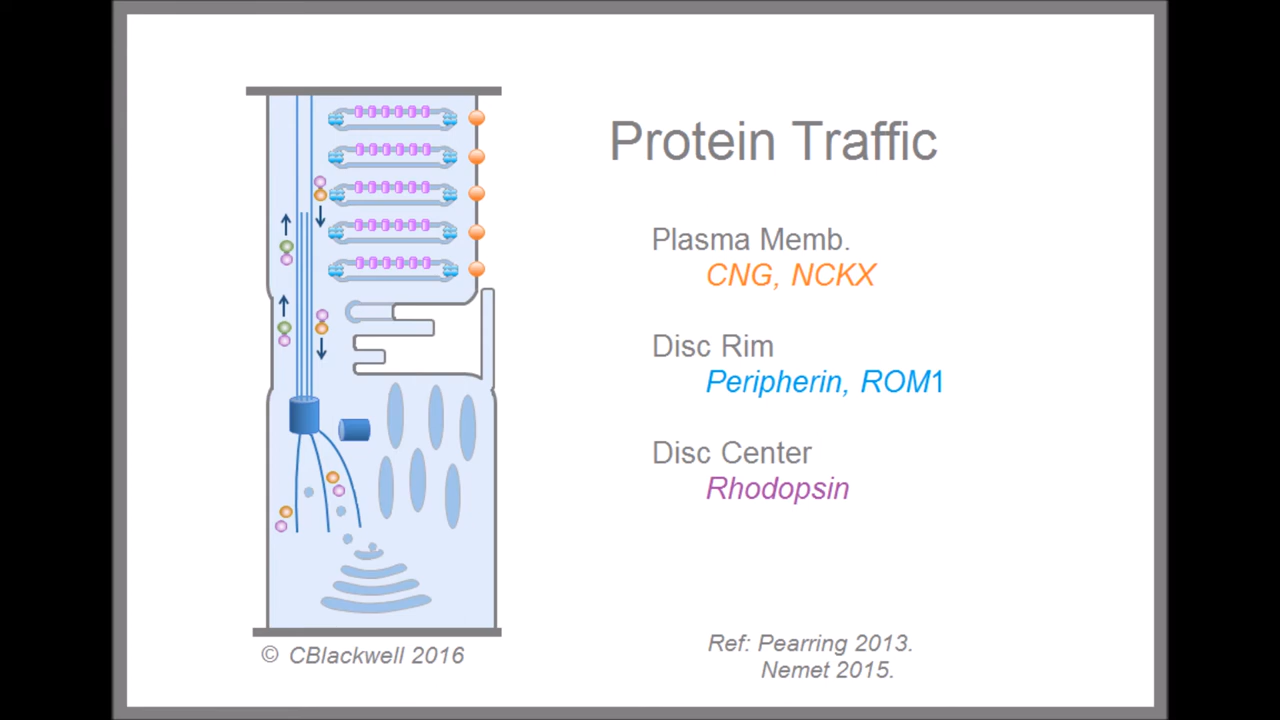 Protein Traffic
Plasma Memb.
CNG, NCKX
Disc Rim
Peripherin, ROM1
Disc Center
Rhodopsin
© CBlackwell 2016
Ref: Pearring 2013.
Nemet 2015.